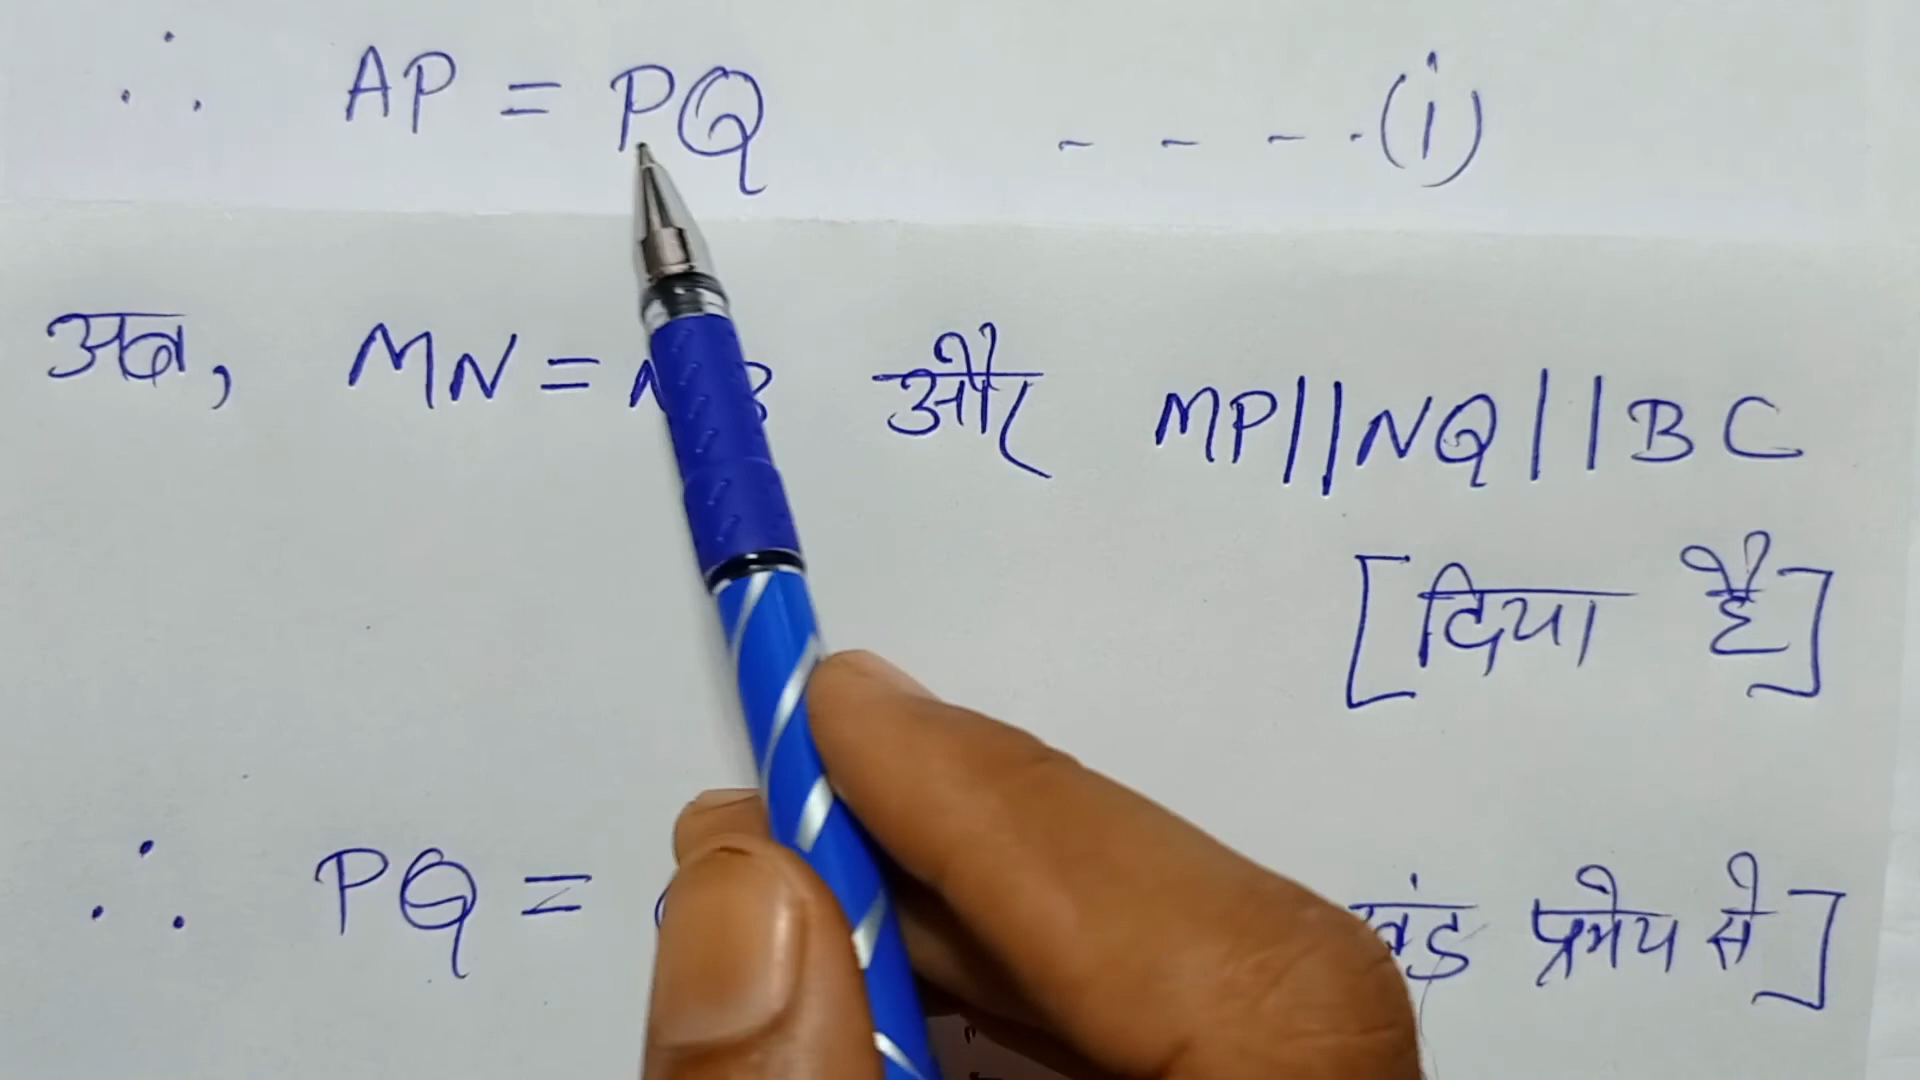 ∴ AP = PQ - - - .(i)
अब, MN = और MP||NQ||BC
[दिया है]
∴ PQ = प्रमेय से]